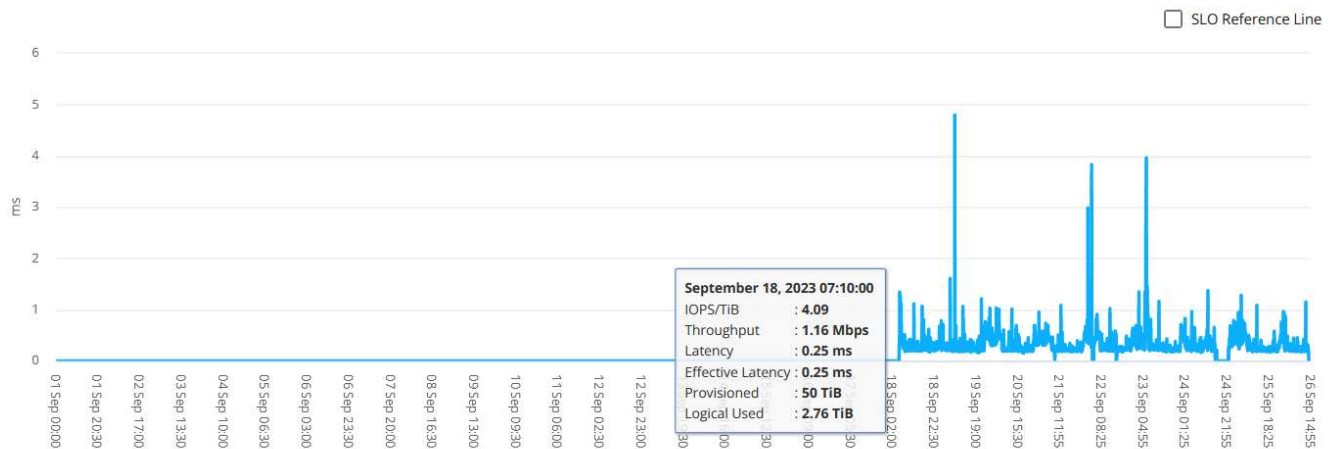 SLO Reference Line
6
5
4
3
2
1
0
ms
September 18, 2023 07:10:00
IOPS/TiB : 4.09
Throughput : 1.16 Mbps
Latency : 0.25 ms
Effective Latency : 0.25 ms
Provisioned : 50 TiB
Logical Used : 2.76 TiB
01 Sep 00:00
01 Sep 20:30
02 Sep 17:00
03 Sep 13:30
04 Sep 10:00
05 Sep 06:30
06 Sep 03:00
06 Sep 23:30
07 Sep 20:00
08 Sep 16:30
09 Sep 13:00
10 Sep 09:30
11 Sep 06:00
12 Sep 02:30
12 Sep 23:00
18 Sep 02:00
18 Sep 22:30
19 Sep 19:00
20 Sep 15:30
21 Sep 11:55
22 Sep 08:25
23 Sep 04:55
24 Sep 01:25
24 Sep 21:55
25 Sep 18:25
26 Sep 14:55